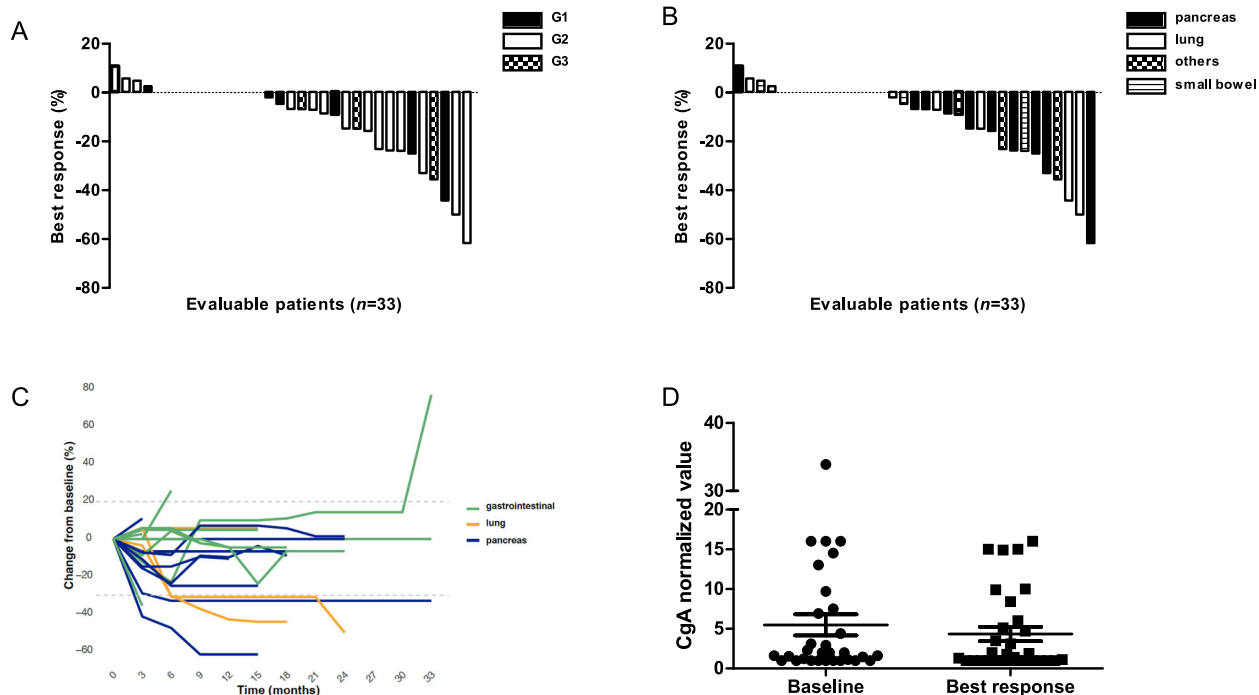 A
G1
G2
G3
Best response (%)
20
0
-20
-40
-60
-80
Evaluable patients (n=33)
B
pancreas
lung
others
small bowel
Best response (%)
20
0
-20
-40
-60
-80
Evaluable patients (n=33)
C
Change from baseline (%)
80
60
40
20
0
−20
−40
−60
0 3 6 9 12 15 18 21 24 27 30 33
Time (months)
gastrointestinal
lung
pancreas
D
CgA normalized value
40
30
20
15
10
5
0
Baseline Best response